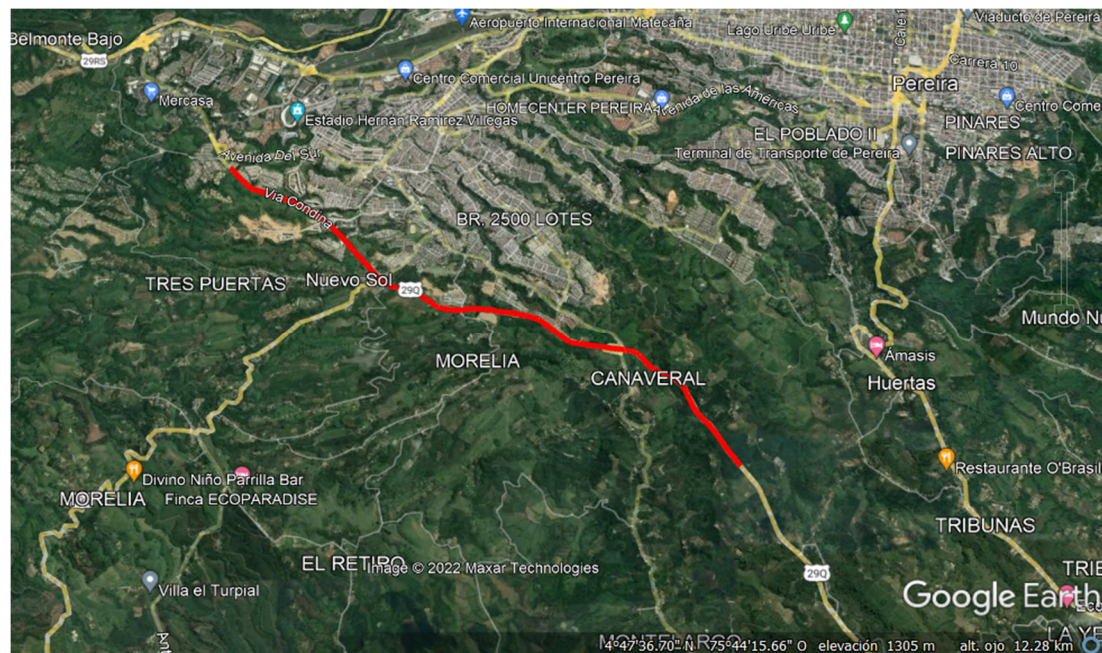 Aeropuerto Internacional Matecaña
Viaducto de Pereira
Lago Uribe Uribe
Belmonte Bajo
29RS
Carrera 10
Centro Comercial Unicentro Pereira
Pereira
Mercasa
HOMECENTER PEREIRA
Avenida de las Américas
Centro Come
Estadio Hernán Ramírez Villegas
PINARES
EL POBLADO II
Terminal de Transporte de Pereira
PINARES ALTO
Avenida Del Sur
Vía Condina
BR. 2500 LOTES
TRES PUERTAS
Nuevo Sol
29Q
Mundo Nu
MORELIA
Ámasis
CANAVERAL
Huertas
Divino Niño Parrilla Bar
Restaurante O'Brasil
MORELIA
Finca ECOPARADISE
TRIBUNAS
EL RETIRO
Image © 2022 Maxar Technologies
29Q
TRIB
Villa el Turpial
Google Earth
Eco
MONTELARGO
LA YE
4°47'36.70" N 75°44'15.66" O elevación 1305 m alt. ojo 12.28 km